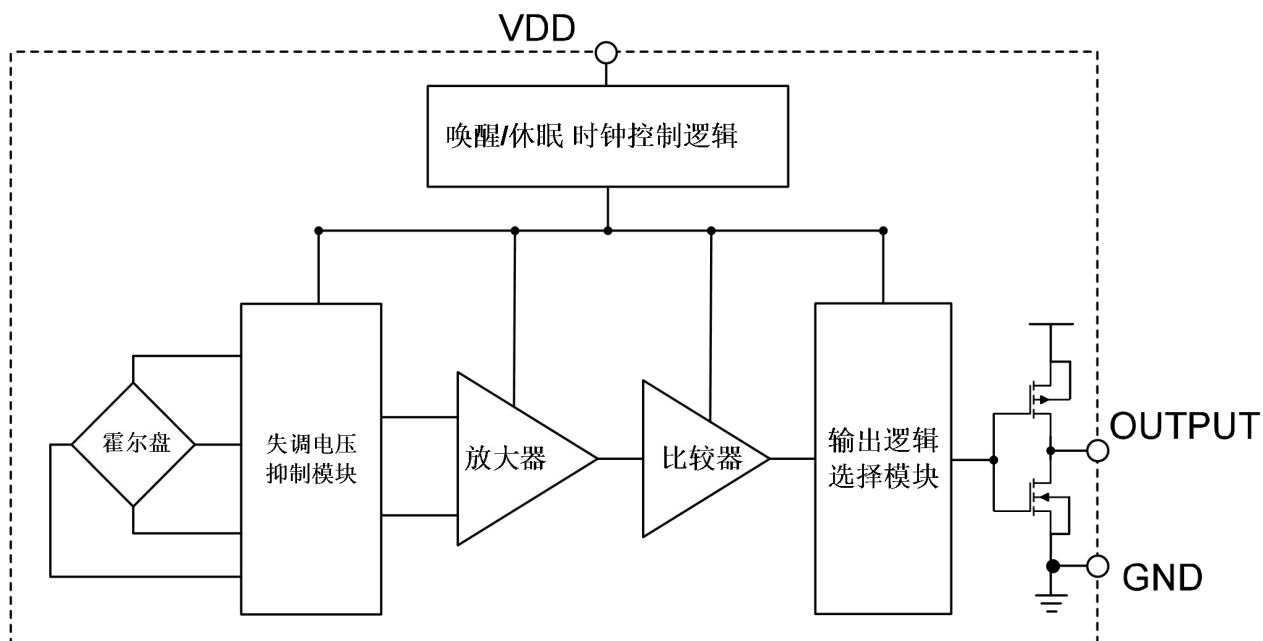 VDD
唤醒/休眠 时钟控制逻辑
霍尔盘
失调电压
抑制模块
放大器
比较器
输出逻辑
选择模块
OUTPUT
GND